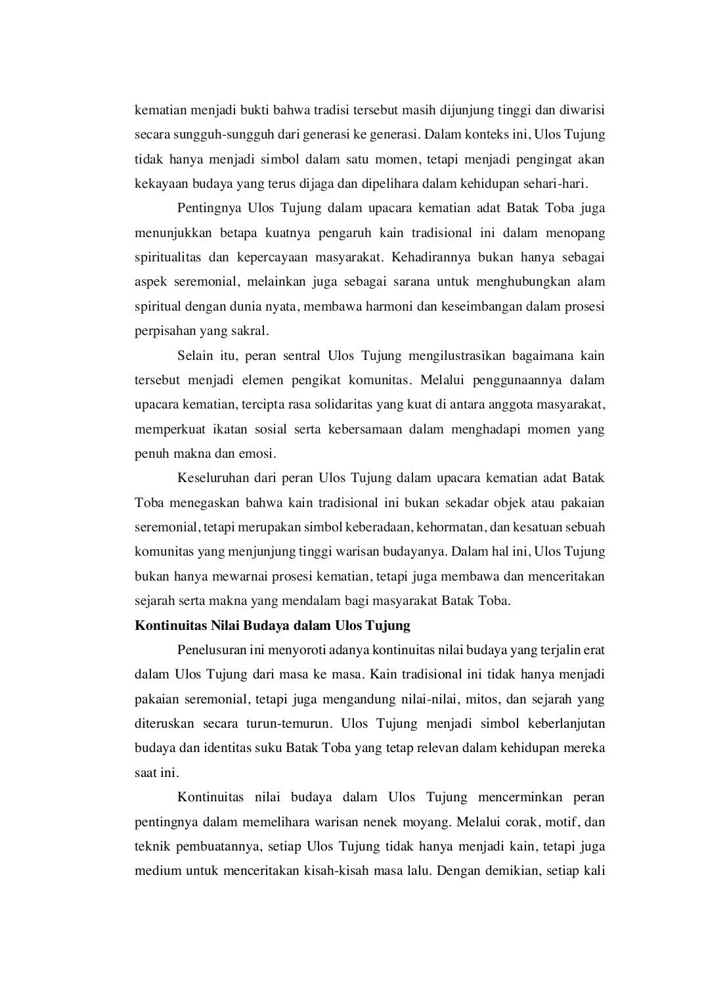 kematian menjadi bukti bahwa tradisi tersebut masih dijunjung tinggi dan diwarisi
secara sungguh-sungguh dari generasi ke generasi. Dalam konteks ini, Ulos Tujung
tidak hanya menjadi simbol dalam satu momen, tetapi menjadi pengingat akan
kekayaan budaya yang terus dijaga dan dipelihara dalam kehidupan sehari-hari.
Pentingnya Ulos Tujung dalam upacara kematian adat Batak Toba juga
menunjukkan betapa kuatnya pengaruh kain tradisional ini dalam menopang
spiritualitas dan kepercayaan masyarakat. Kehadirannya bukan hanya sebagai
aspek seremonial, melainkan juga sebagai sarana untuk menghubungkan alam
spiritual dengan dunia nyata, membawa harmoni dan keseimbangan dalam prosesi
perpisahan yang sakral.
Selain itu, peran sentral Ulos Tujung mengilustrasikan bagaimana kain
tersebut menjadi elemen pengikat komunitas. Melalui penggunaannya dalam
upacara kematian, tercipta rasa solidaritas yang kuat di antara anggota masyarakat,
memperkuat ikatan sosial serta kebersamaan dalam menghadapi momen yang
penuh makna dan emosi.
Keseluruhan dari peran Ulos Tujung dalam upacara kematian adat Batak
Toba menegaskan bahwa kain tradisional ini bukan sekadar objek atau pakaian
seremonial, tetapi merupakan simbol keberadaan, kehormatan, dan kesatuan sebuah
komunitas yang menjunjung tinggi warisan budayanya. Dalam hal ini, Ulos Tujung
bukan hanya mewarnai prosesi kematian, tetapi juga membawa dan menceritakan
sejarah serta makna yang mendalam bagi masyarakat Batak Toba.
Kontinuitas Nilai Budaya dalam Ulos Tujung
Penelusuran ini menyoroti adanya kontinuitas nilai budaya yang terjalin erat
dalam Ulos Tujung dari masa ke masa. Kain tradisional ini tidak hanya menjadi
pakaian seremonial, tetapi juga mengandung nilai-nilai, mitos, dan sejarah yang
diteruskan secara turun-temurun. Ulos Tujung menjadi simbol keberlanjutan
budaya dan identitas suku Batak Toba yang tetap relevan dalam kehidupan mereka
saat ini.
Kontinuitas nilai budaya dalam Ulos Tujung mencerminkan peran
pentingnya dalam memelihara warisan nenek moyang. Melalui corak, motif, dan
teknik pembuatannya, setiap Ulos Tujung tidak hanya menjadi kain, tetapi juga
medium untuk menceritakan kisah-kisah masa lalu. Dengan demikian, setiap kali